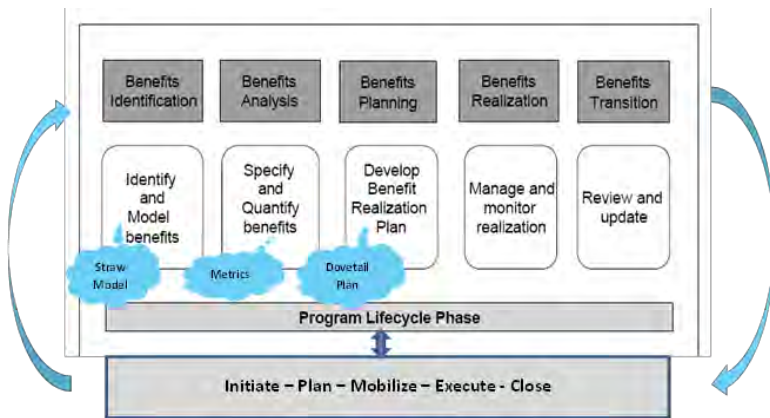 Benefits
Identification
Benefits
Analysis
Benefits
Planning
Benefits
Realization
Benefits
Transition
Identify
and
Model
benefits
Specify
and
Quantify
benefits
Develop
Benefit
Realization
Plan
Manage and
monitor
realization
Review and
update
Straw
Model
Metrics
Dovetail
Plan
Program Lifecycle Phase
Initiate – Plan – Mobilize – Execute - Close